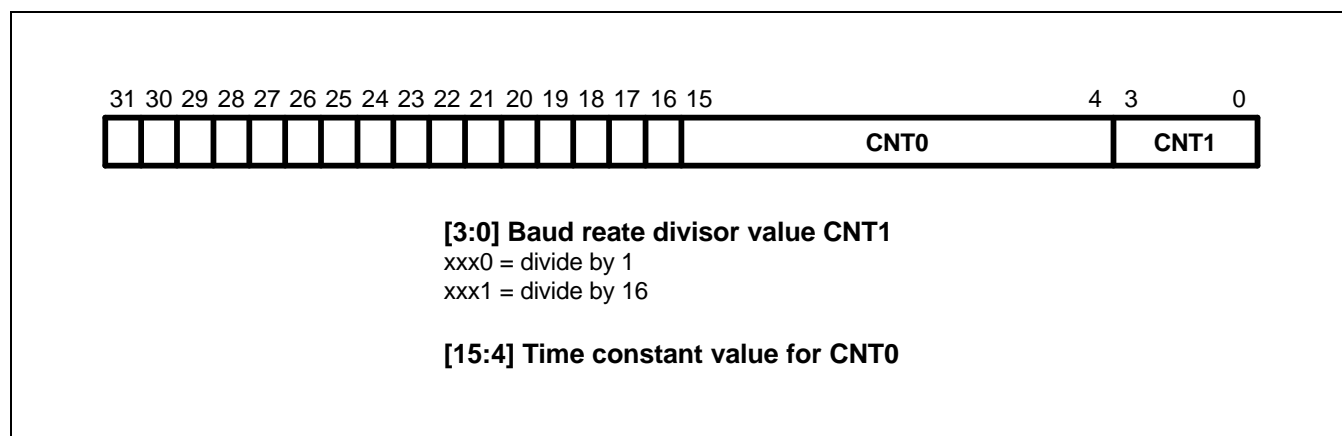 31 30 29 28 27 26 25 24 23 22 21 20 19 18 17 16 15 4 3 0
CNT0 CNT1
[3:0] Baud reate divisor value CNT1
xxx0 = divide by 1
xxx1 = divide by 16
[15:4] Time constant value for CNT0